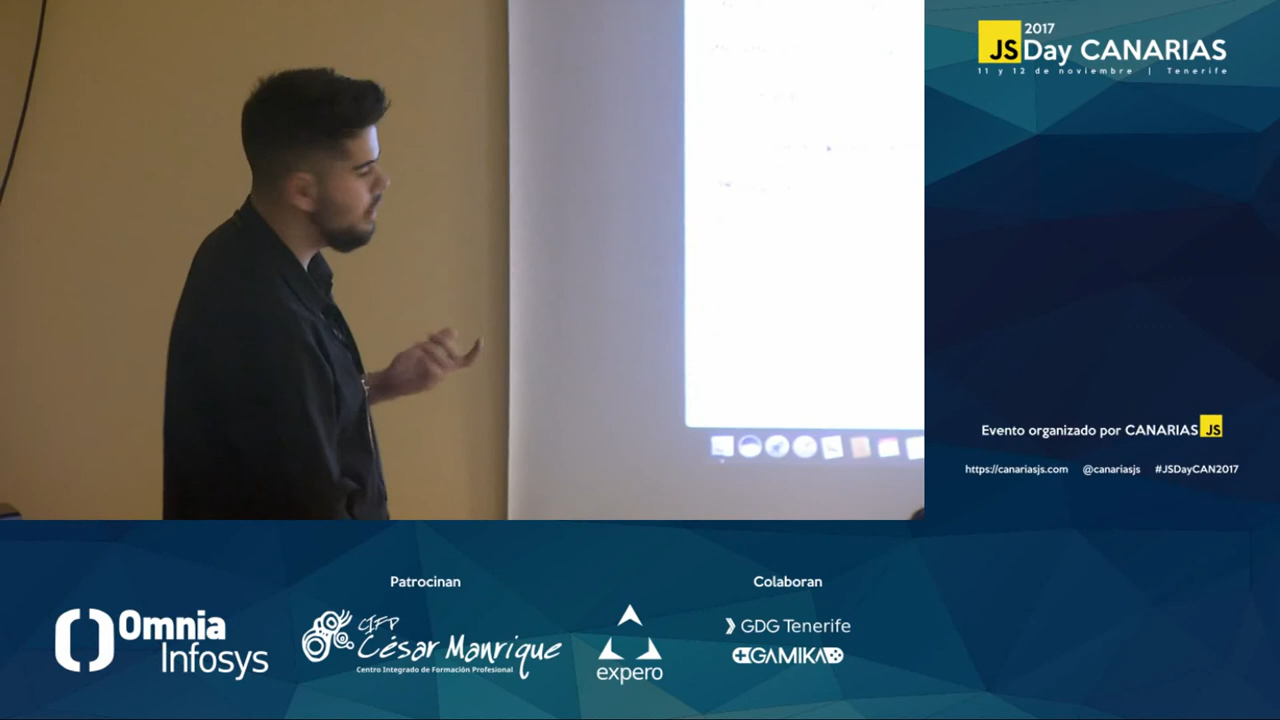 2017
JS Day CANARIAS
11 y 12 de noviembre | Tenerife
Evento organizado por CANARIAS JS
https://canariasjs.com @canariasjs #JSDayCAN2017
Patrocinan
Omnia
Infosys
CIFP
César Manrique
Centro Integrado de Formación Profesional
expero
Colaboran
GDG Tenerife
GAMIKA